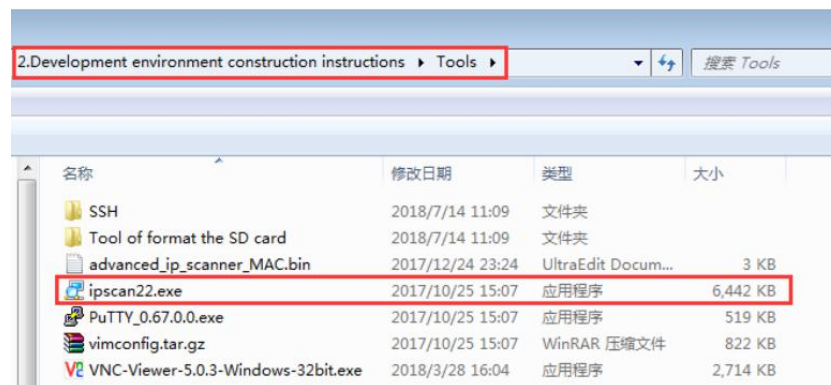 2.Development environment construction instructions ▸ Tools ▸ 搜索 Tools
名称 修改日期 类型 大小
SSH 2018/7/14 11:09 文件夹
Tool of format the SD card 2018/7/14 11:09 文件夹
advanced_ip_scanner_MAC.bin 2017/12/24 23:24 UltraEdit Docum... 3 KB
ipscan22.exe 2017/10/25 15:07 应用程序 6,442 KB
PuTTY_0.67.0.0.exe 2017/10/25 15:07 应用程序 519 KB
vimconfig.tar.gz 2017/10/25 15:07 WinRAR 压缩文件 822 KB
VNC-Viewer-5.0.3-Windows-32bit.exe 2018/3/28 16:04 应用程序 2,714 KB